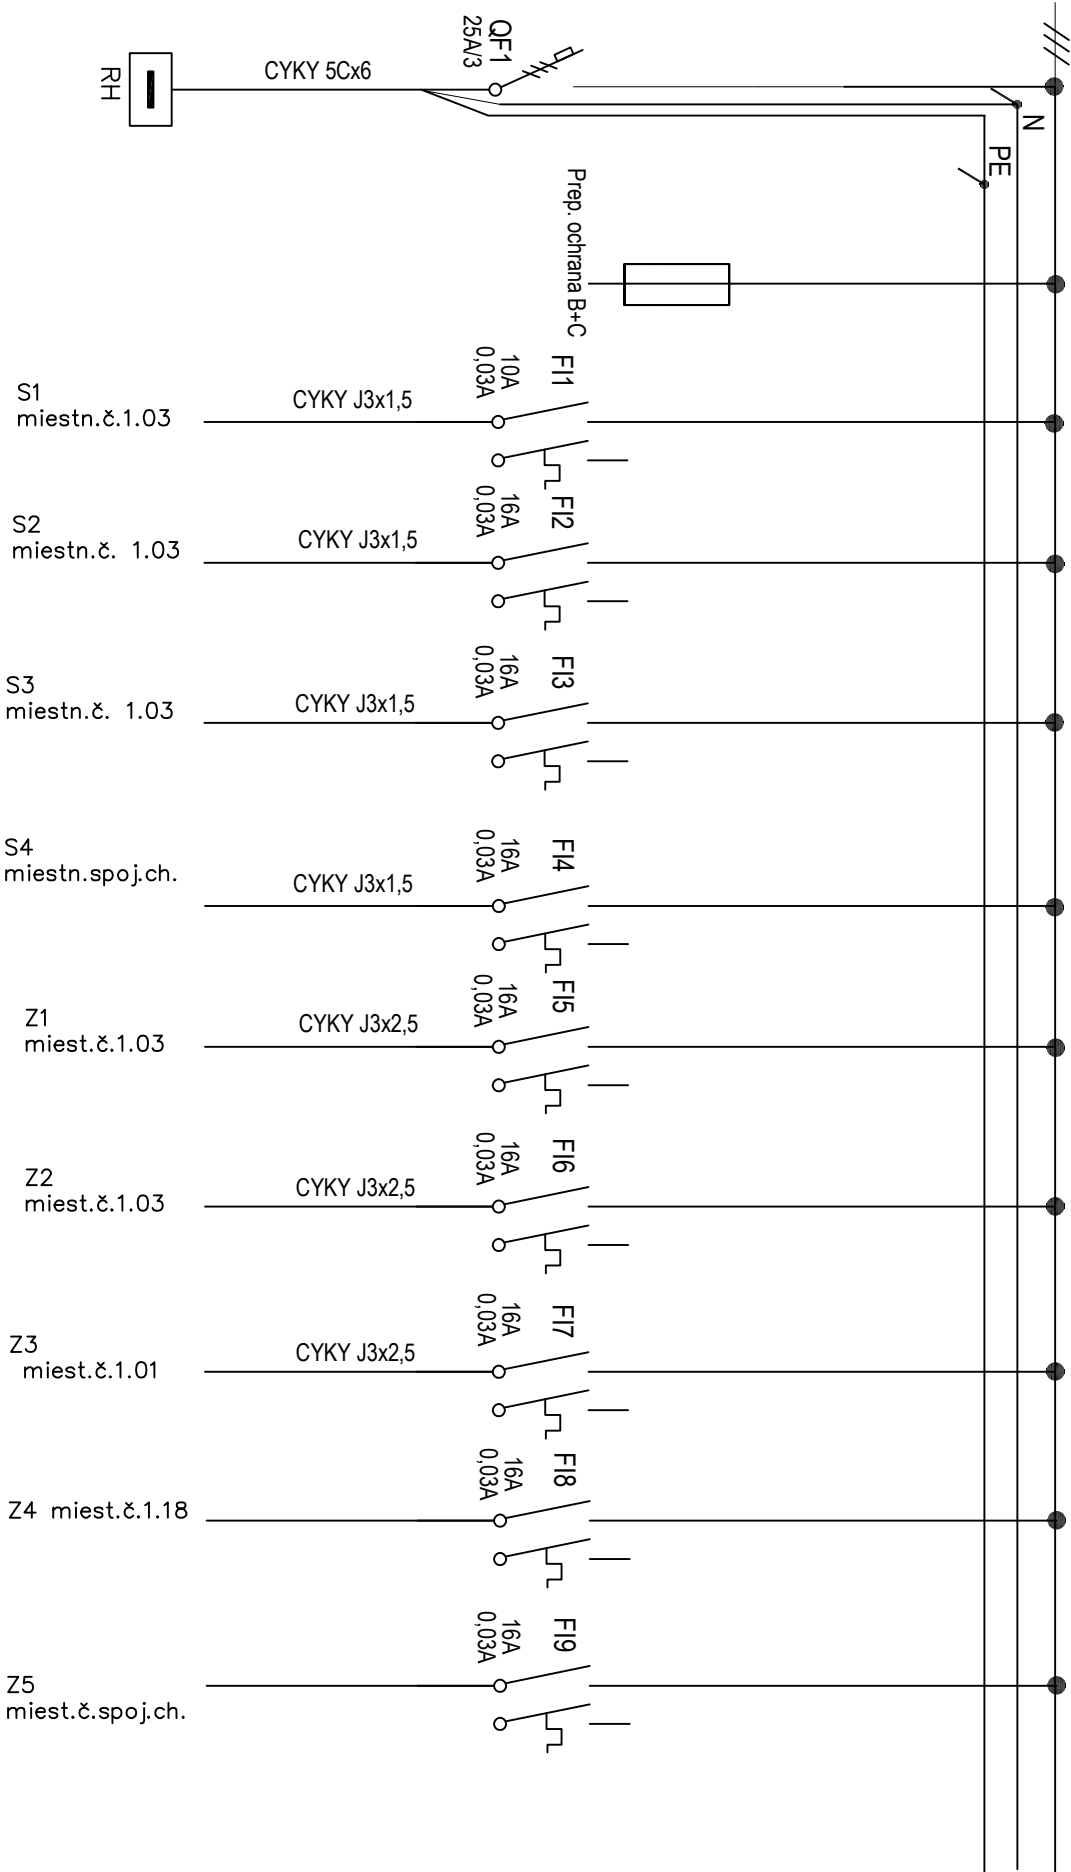 RH
CYKY 5Cx6
QF1
25A/3
N
PE
Prep. ochrana B+C
S1
miestn.č.1.03
CYKY J3x1,5
FI1
10A
0,03A
S2
miestn.č. 1.03
CYKY J3x1,5
FI2
16A
0,03A
S3
miestn.č. 1.03
CYKY J3x1,5
FI3
16A
0,03A
S4
miestn.spoj.ch.
CYKY J3x1,5
FI4
16A
0,03A
Z1
miest.č.1.03
CYKY J3x2,5
FI5
16A
0,03A
Z2
miest.č.1.03
CYKY J3x2,5
FI6
16A
0,03A
Z3
miest.č.1.01
CYKY J3x2,5
FI7
16A
0,03A
Z4 miest.č.1.18
FI8
16A
0,03A
Z5
miest.č.spoj.ch.
FI9
16A
0,03A